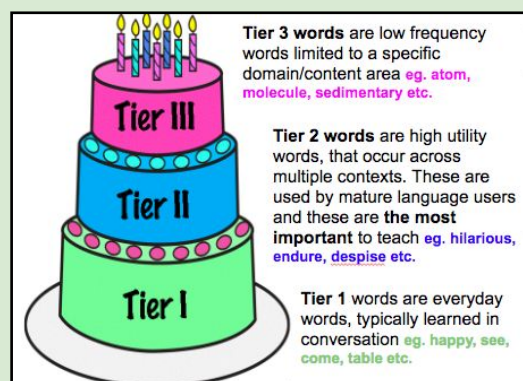 Tier 3 words are low frequency
words limited to a specific
domain/content area eg. atom,
molecule, sedimentary etc.
Tier III
Tier 2 words are high utility
words, that occur across
multiple contexts. These are
used by mature language users
and these are the most
important to teach eg. hilarious,
endure, despise etc.
Tier II
Tier 1 words are everyday
words, typically learned in
conversation eg. happy, see,
come, table etc.
Tier I